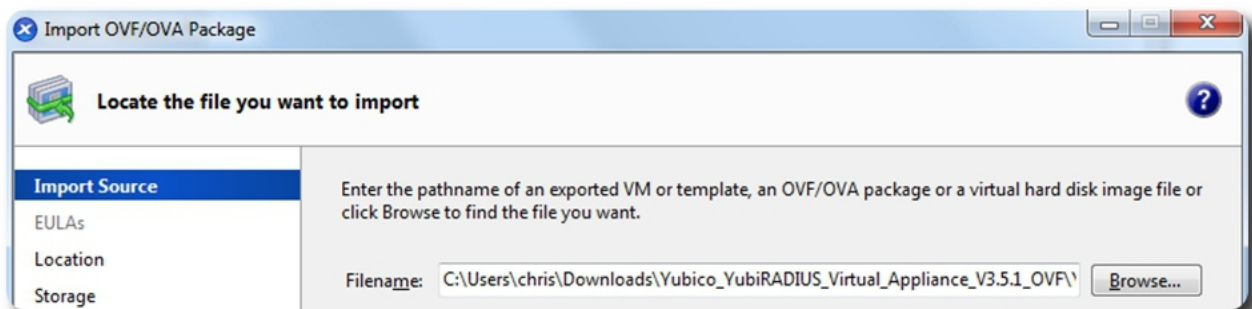 Import OVF/OVA Package
Locate the file you want to import
?
Import Source
EULAs
Location
Storage
Enter the pathname of an exported VM or template, an OVF/OVA package or a virtual hard disk image file or
click Browse to find the file you want.
Filename: C:\Users\chris\Downloads\Yubico_YubiRADIUS_Virtual_Appliance_V3.5.1_OVF\ Browse...